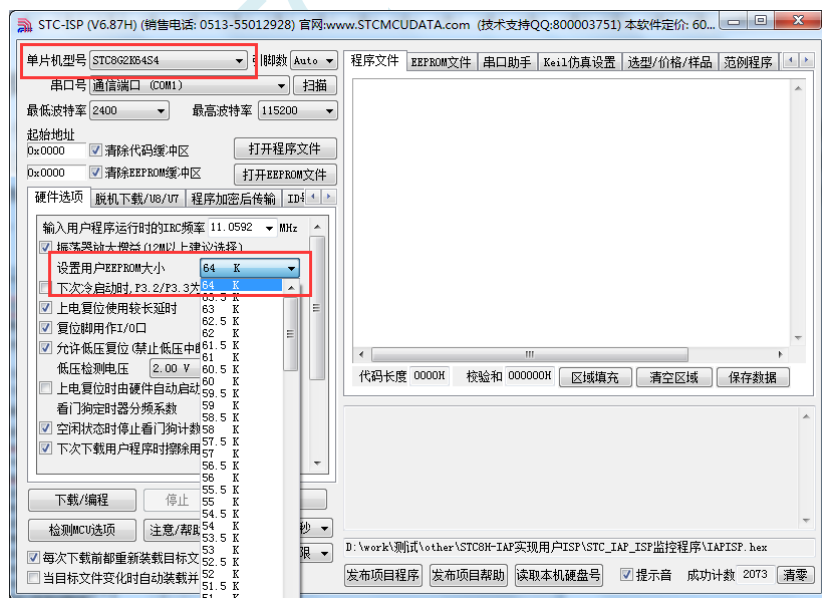 STC-ISP (V6.87H) (销售电话: 0513-55012928) 官网:www.STCMCUDATA.com (技术支持QQ:800003751) 本软件定价: 60...
单片机型号 STC8G2K64S4 引脚数 Auto
串口号 通信端口 (COM1) 扫描
最低波特率 2400 最高波特率 115200
起始地址
0x0000 清除代码缓冲区 打开程序文件
0x0000 清除EEPROM缓冲区 打开EEPROM文件
硬件选项 脱机下载/U8/U7 程序加密后传输
输入用户程序运行时的IRC频率 11.0592 MHz
振荡器放大增益(12M以上建议选择)
设置用户EEPROM大小 64 K
下次冷启动时, P3.2/P3.3为
上电复位使用较长延时
复位脚用作I/O口
允许低压复位(禁止低压中
低压检测电压 2.00 V
上电复位时由硬件自动启动
看门狗定时器分频系数
空闲状态时停止看门狗计数
下次下载用户程序时擦除用
64 K
63.5 K
63 K
62.5 K
62 K
61.5 K
61 K
60.5 K
60 K
59.5 K
59 K
58.5 K
58 K
57.5 K
57 K
56.5 K
56 K
55.5 K
55 K
54.5 K
54 K
53.5 K
53 K
52.5 K
52 K
51.5 K
51 K
下载/编程 停止
检测MCU选项 注意/帮助 秒
每次下载前都重新装载目标文 限
当目标文件变化时自动装载并
程序文件 EEPROM文件 串口助手 Keil仿真设置 选型/价格/样品 范例程序
代码长度 0000H 校验和 000000H 区域填充 清空区域 保存数据
D:\work\测试\other\STC8H-IAP实现用户ISP\STC_IAP_ISP监控程序\IAPISP.hex
发布项目程序 发布项目帮助 读取本机硬盘号 提示音 成功计数 2073 清零